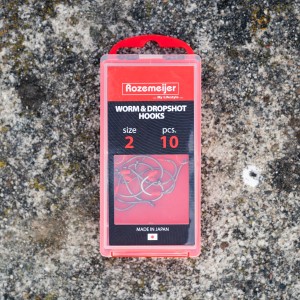 Rozemeijer
WORM & DROPSHOT
HOOKS
size pcs.
2 10
MADE IN JAPAN